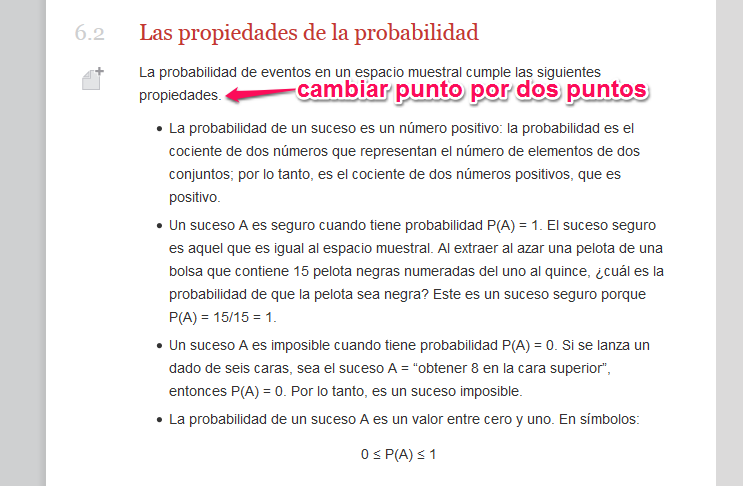 6.2 Las propiedades de la probabilidad
La probabilidad de eventos en un espacio muestral cumple las siguientes
propiedades.
cambiar punto por dos puntos
• La probabilidad de un suceso es un número positivo: la probabilidad es el
cociente de dos números que representan el número de elementos de dos
conjuntos; por lo tanto, es el cociente de dos números positivos, que es
positivo.
• Un suceso A es seguro cuando tiene probabilidad P(A) = 1. El suceso seguro
es aquel que es igual al espacio muestral. Al extraer al azar una pelota de una
bolsa que contiene 15 pelota negras numeradas del uno al quince, ¿cuál es la
probabilidad de que la pelota sea negra? Este es un suceso seguro porque
P(A) = 15/15 = 1.
• Un suceso A es imposible cuando tiene probabilidad P(A) = 0. Si se lanza un
dado de seis caras, sea el suceso A = “obtener 8 en la cara superior”,
entonces P(A) = 0. Por lo tanto, es un suceso imposible.
• La probabilidad de un suceso A es un valor entre cero y uno. En símbolos:
0 ≤ P(A) ≤ 1